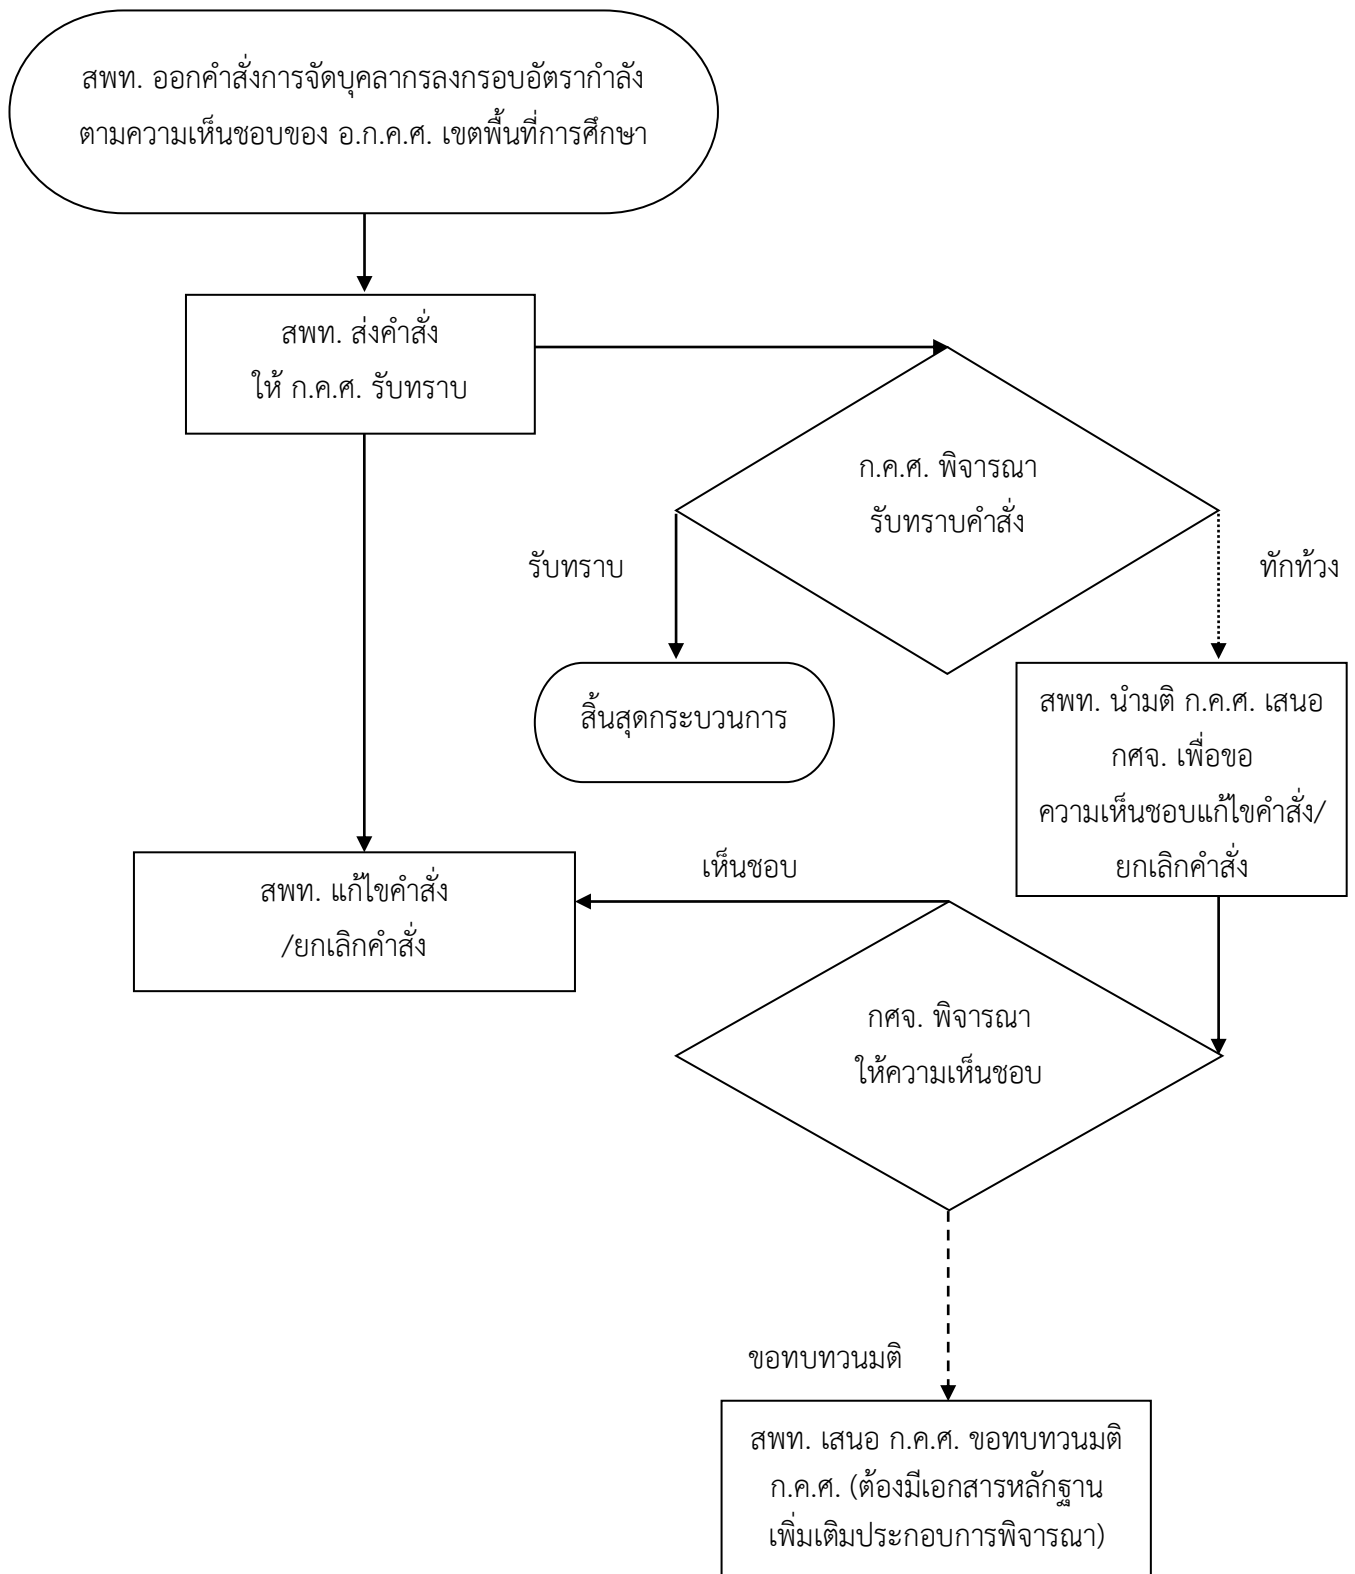 สพท. ออกคำสั่งการจัดบุคลากรลงกรอบอัตรากำลัง
ตามความเห็นชอบของ อ.ก.ค.ศ. เขตพื้นที่การศึกษา
สพท. ส่งคำสั่ง
ให้ ก.ค.ศ. รับทราบ
ก.ค.ศ. พิจารณา
รับทราบคำสั่ง
รับทราบ
ทักท้วง
สิ้นสุดกระบวนการ
สพท. นำมติ ก.ค.ศ. เสนอ
กศจ. เพื่อขอ
ความเห็นชอบแก้ไขคำสั่ง/
ยกเลิกคำสั่ง
เห็นชอบ
สพท. แก้ไขคำสั่ง
/ยกเลิกคำสั่ง
กศจ. พิจารณา
ให้ความเห็นชอบ
ขอทบทวนมติ
สพท. เสนอ ก.ค.ศ. ขอทบทวนมติ
ก.ค.ศ. (ต้องมีเอกสารหลักฐาน
เพิ่มเติมประกอบการพิจารณา)